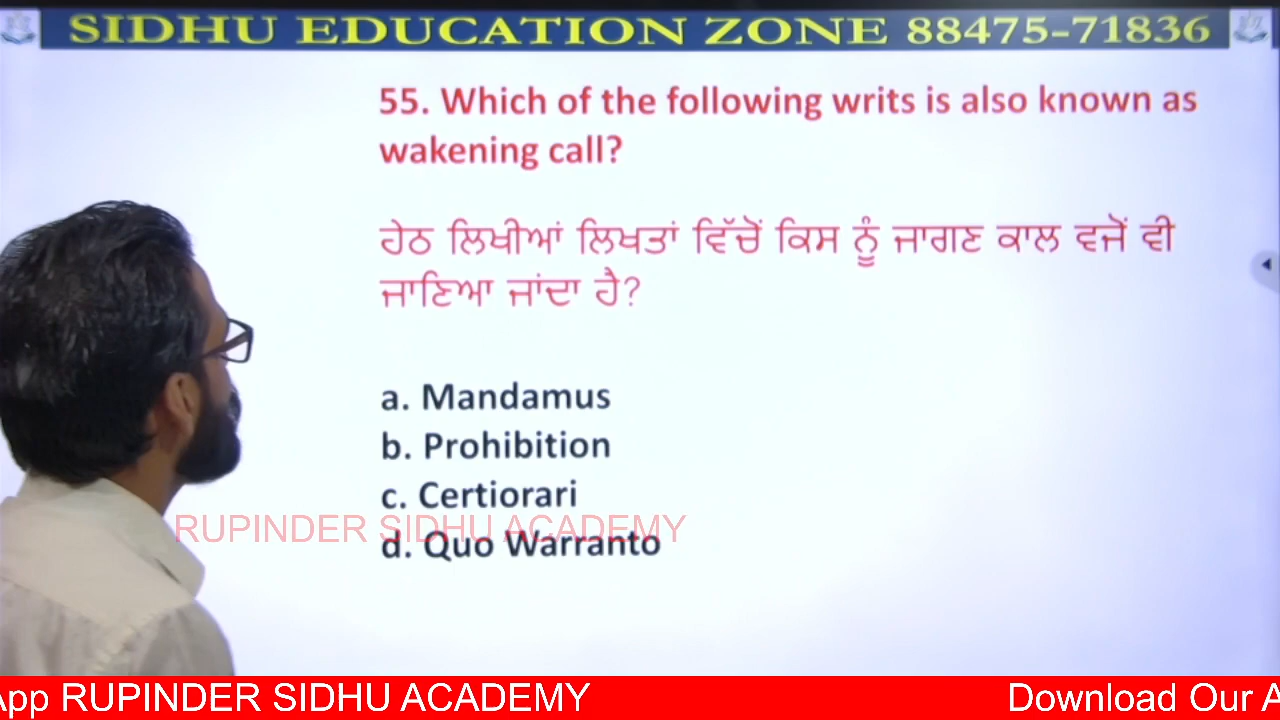 SIDHU EDUCATION ZONE 88475-71836
55. Which of the following writs is also known as
wakening call?
ਹੇਠ ਲਿਖੀਆਂ ਲਿਖਤਾਂ ਵਿੱਚੋਂ ਕਿਸ ਨੂੰ ਜਾਗਣ ਕਾਲ ਵਜੋਂ ਵੀ
ਜਾਣਿਆ ਜਾਂਦਾ ਹੈ?
a. Mandamus
b. Prohibition
c. Certiorari
RUPINDER SIDHU ACADEMY
d. Quo Warranto
App RUPINDER SIDHU ACADEMY
Download Our A